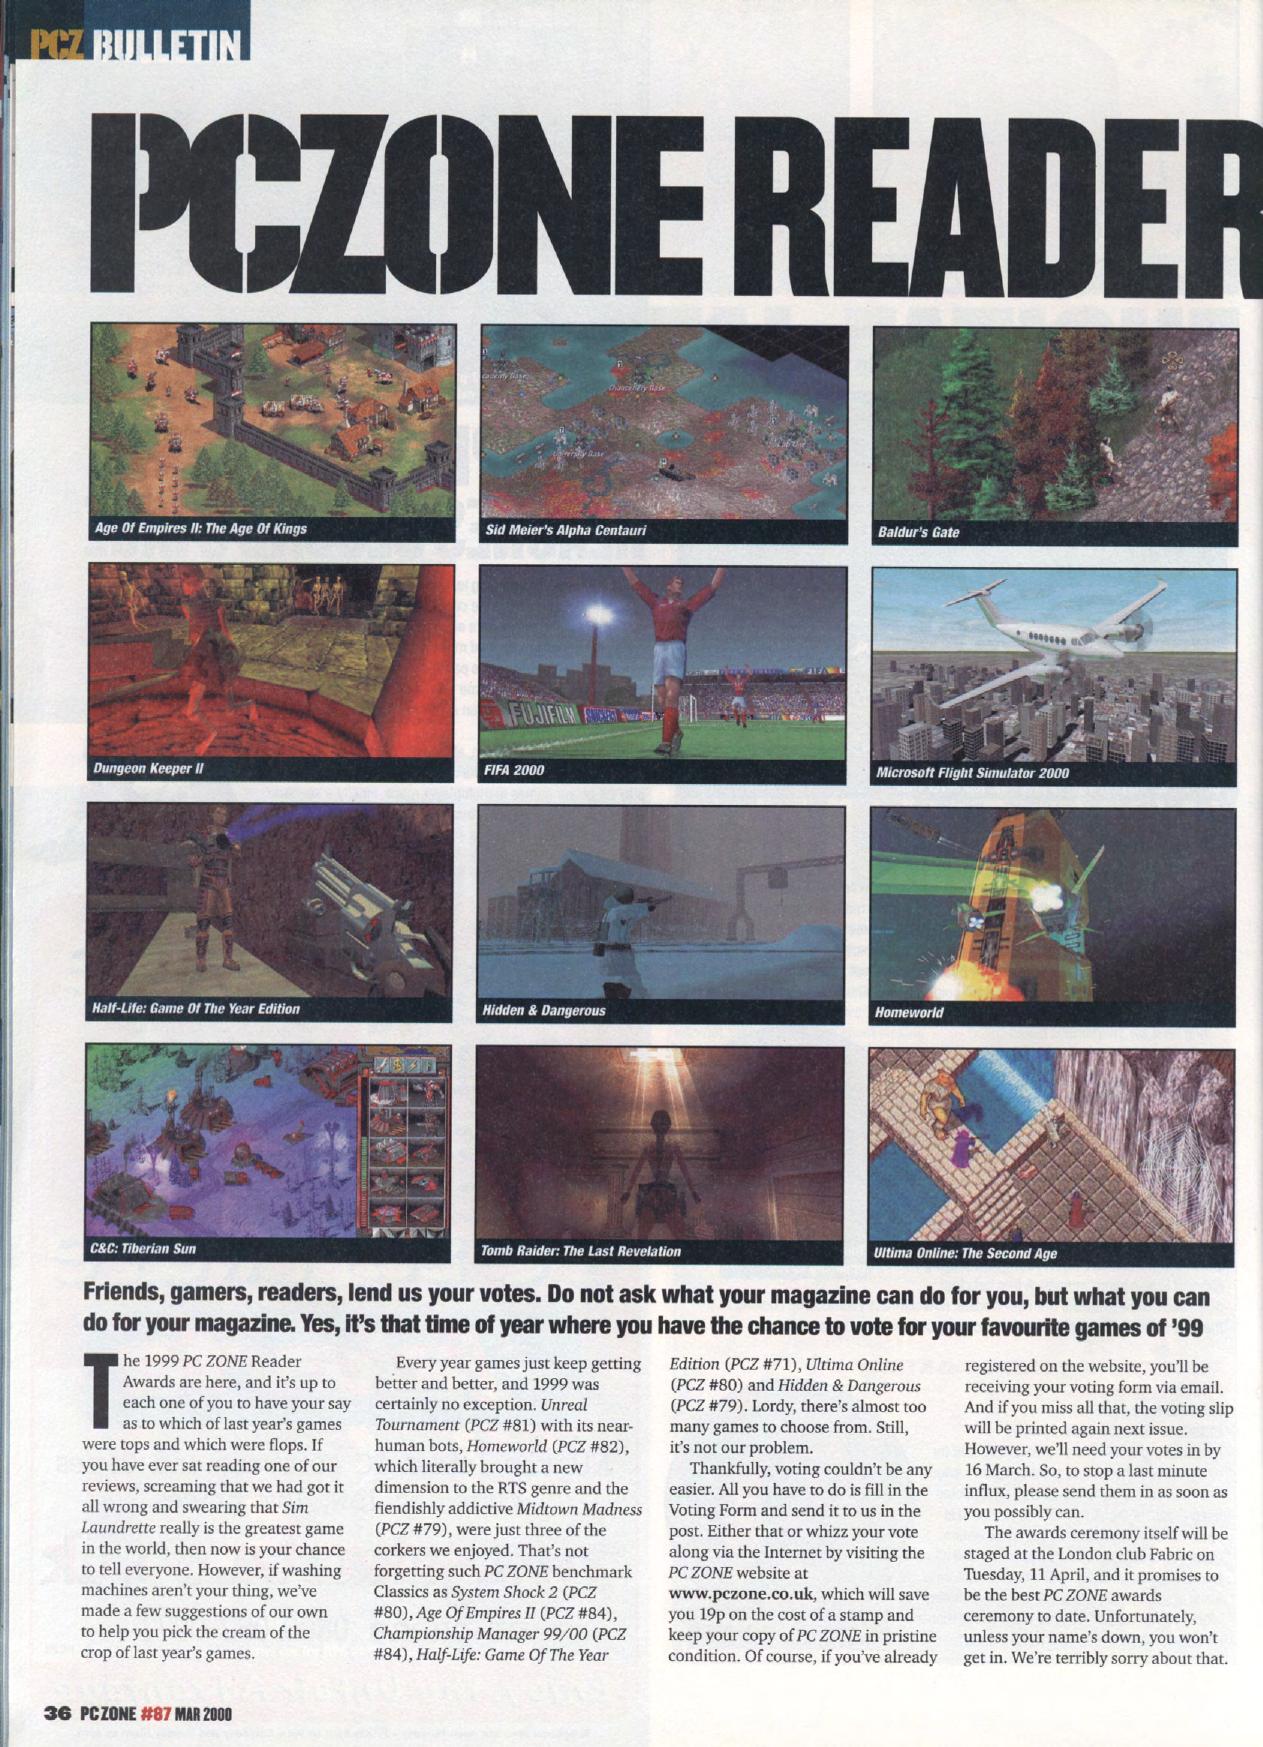 PCZ BULLETIN
PCZONE READER
Age Of Empires II: The Age Of Kings
Sid Meier's Alpha Centauri
Baldur's Gate
Dungeon Keeper II
FUJIFILM
FIFA 2000
Microsoft Flight Simulator 2000
Half-Life: Game Of The Year Edition
Hidden & Dangerous
Homeworld
C&C: Tiberian Sun
Tomb Raider: The Last Revelation
Ultima Online: The Second Age
Friends, gamers, readers, lend us your votes. Do not ask what your magazine can do for you, but what you can
do for your magazine. Yes, it's that time of year where you have the chance to vote for your favourite games of '99
The 1999 PC ZONE Reader
Awards are here, and it's up to
each one of you to have your say
as to which of last year's games
were tops and which were flops. If
you have ever sat reading one of our
reviews, screaming that we had got it
all wrong and swearing that Sim
Laundrette really is the greatest game
in the world, then now is your chance
to tell everyone. However, if washing
machines aren't your thing, we've
made a few suggestions of our own
to help you pick the cream of the
crop of last year's games.
Every year games just keep getting
better and better, and 1999 was
certainly no exception. Unreal
Tournament (PCZ #81) with its near-
human bots, Homeworld (PCZ #82),
which literally brought a new
dimension to the RTS genre and the
fiendishly addictive Midtown Madness
(PCZ #79), were just three of the
corkers we enjoyed. That's not
forgetting such PC ZONE benchmark
Classics as System Shock 2 (PCZ
#80), Age Of Empires II (PCZ #84),
Championship Manager 99/00 (PCZ
#84), Half-Life: Game Of The Year
Edition (PCZ #71), Ultima Online
(PCZ #80) and Hidden & Dangerous
(PCZ #79). Lordy, there's almost too
many games to choose from. Still,
it's not our problem.
Thankfully, voting couldn't be any
easier. All you have to do is fill in the
Voting Form and send it to us in the
post. Either that or whizz your vote
along via the Internet by visiting the
PC ZONE website at
www.pczone.co.uk, which will save
you 19p on the cost of a stamp and
keep your copy of PC ZONE in pristine
condition. Of course, if you've already
registered on the website, you'll be
receiving your voting form via email.
And if you miss all that, the voting slip
will be printed again next issue.
However, we'll need your votes in by
16 March. So, to stop a last minute
influx, please send them in as soon as
you possibly can.
The awards ceremony itself will be
staged at the London club Fabric on
Tuesday, 11 April, and it promises to
be the best PC ZONE awards
ceremony to date. Unfortunately,
unless your name's down, you won't
get in. We're terribly sorry about that.
36 PCZONE #87 MAR 2000